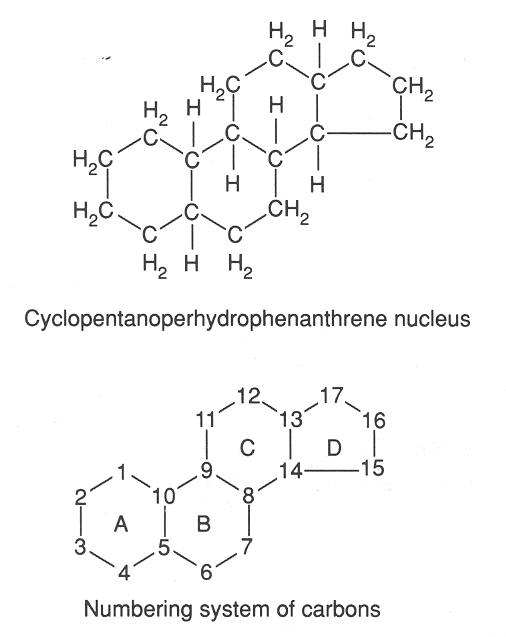 H₂ H H₂
C C
H₂C C CH₂
H₂ H H
C C C CH₂
H₂C C C
H H
H₂C C CH₂
C C
H₂ H H₂
Cyclopentanoperhydrophenanthrene nucleus
12 17
11 13 16
C D
1 9 14 15
2 10 8
A B
3 5 7
4 6
Numbering system of carbons